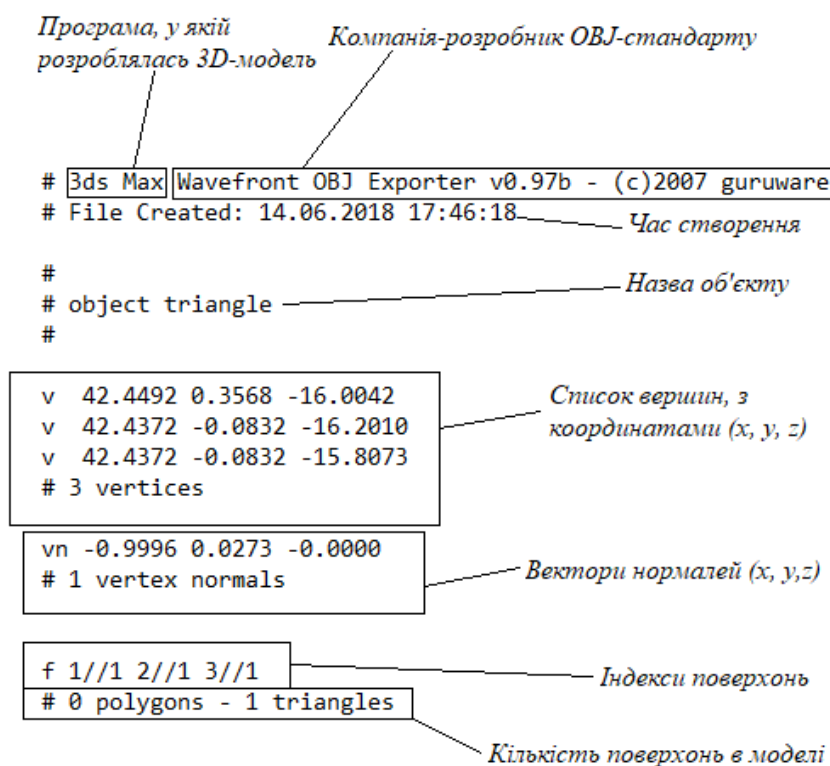 Програма, у якій
розроблялась 3D-модель
Компанія-розробник OBJ-стандарту
# 3ds Max Wavefront OBJ Exporter v0.97b - (c)2007 guruware
# File Created: 14.06.2018 17:46:18
Час створення
#
# object triangle
Назва об'єкту
#
v 42.4492 0.3568 -16.0042
v 42.4372 -0.0832 -16.2010
v 42.4372 -0.0832 -15.8073
# 3 vertices
Список вершин, з
координатами (x, y, z)
vn -0.9996 0.0273 -0.0000
# 1 vertex normals
Вектори нормалей (x, y,z)
f 1//1 2//1 3//1
Індекси поверхонь
# 0 polygons - 1 triangles
Кількість поверхонь в моделі